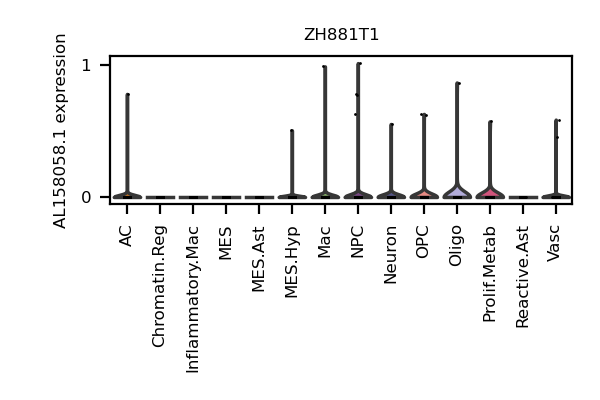 ZH881T1
AL158058.1 expression
1
0
AC
Chromatin.Reg
Inflammatory.Mac
MES
MES.Ast
MES.Hyp
Mac
NPC
Neuron
OPC
Oligo
Prolif.Metab
Reactive.Ast
Vasc